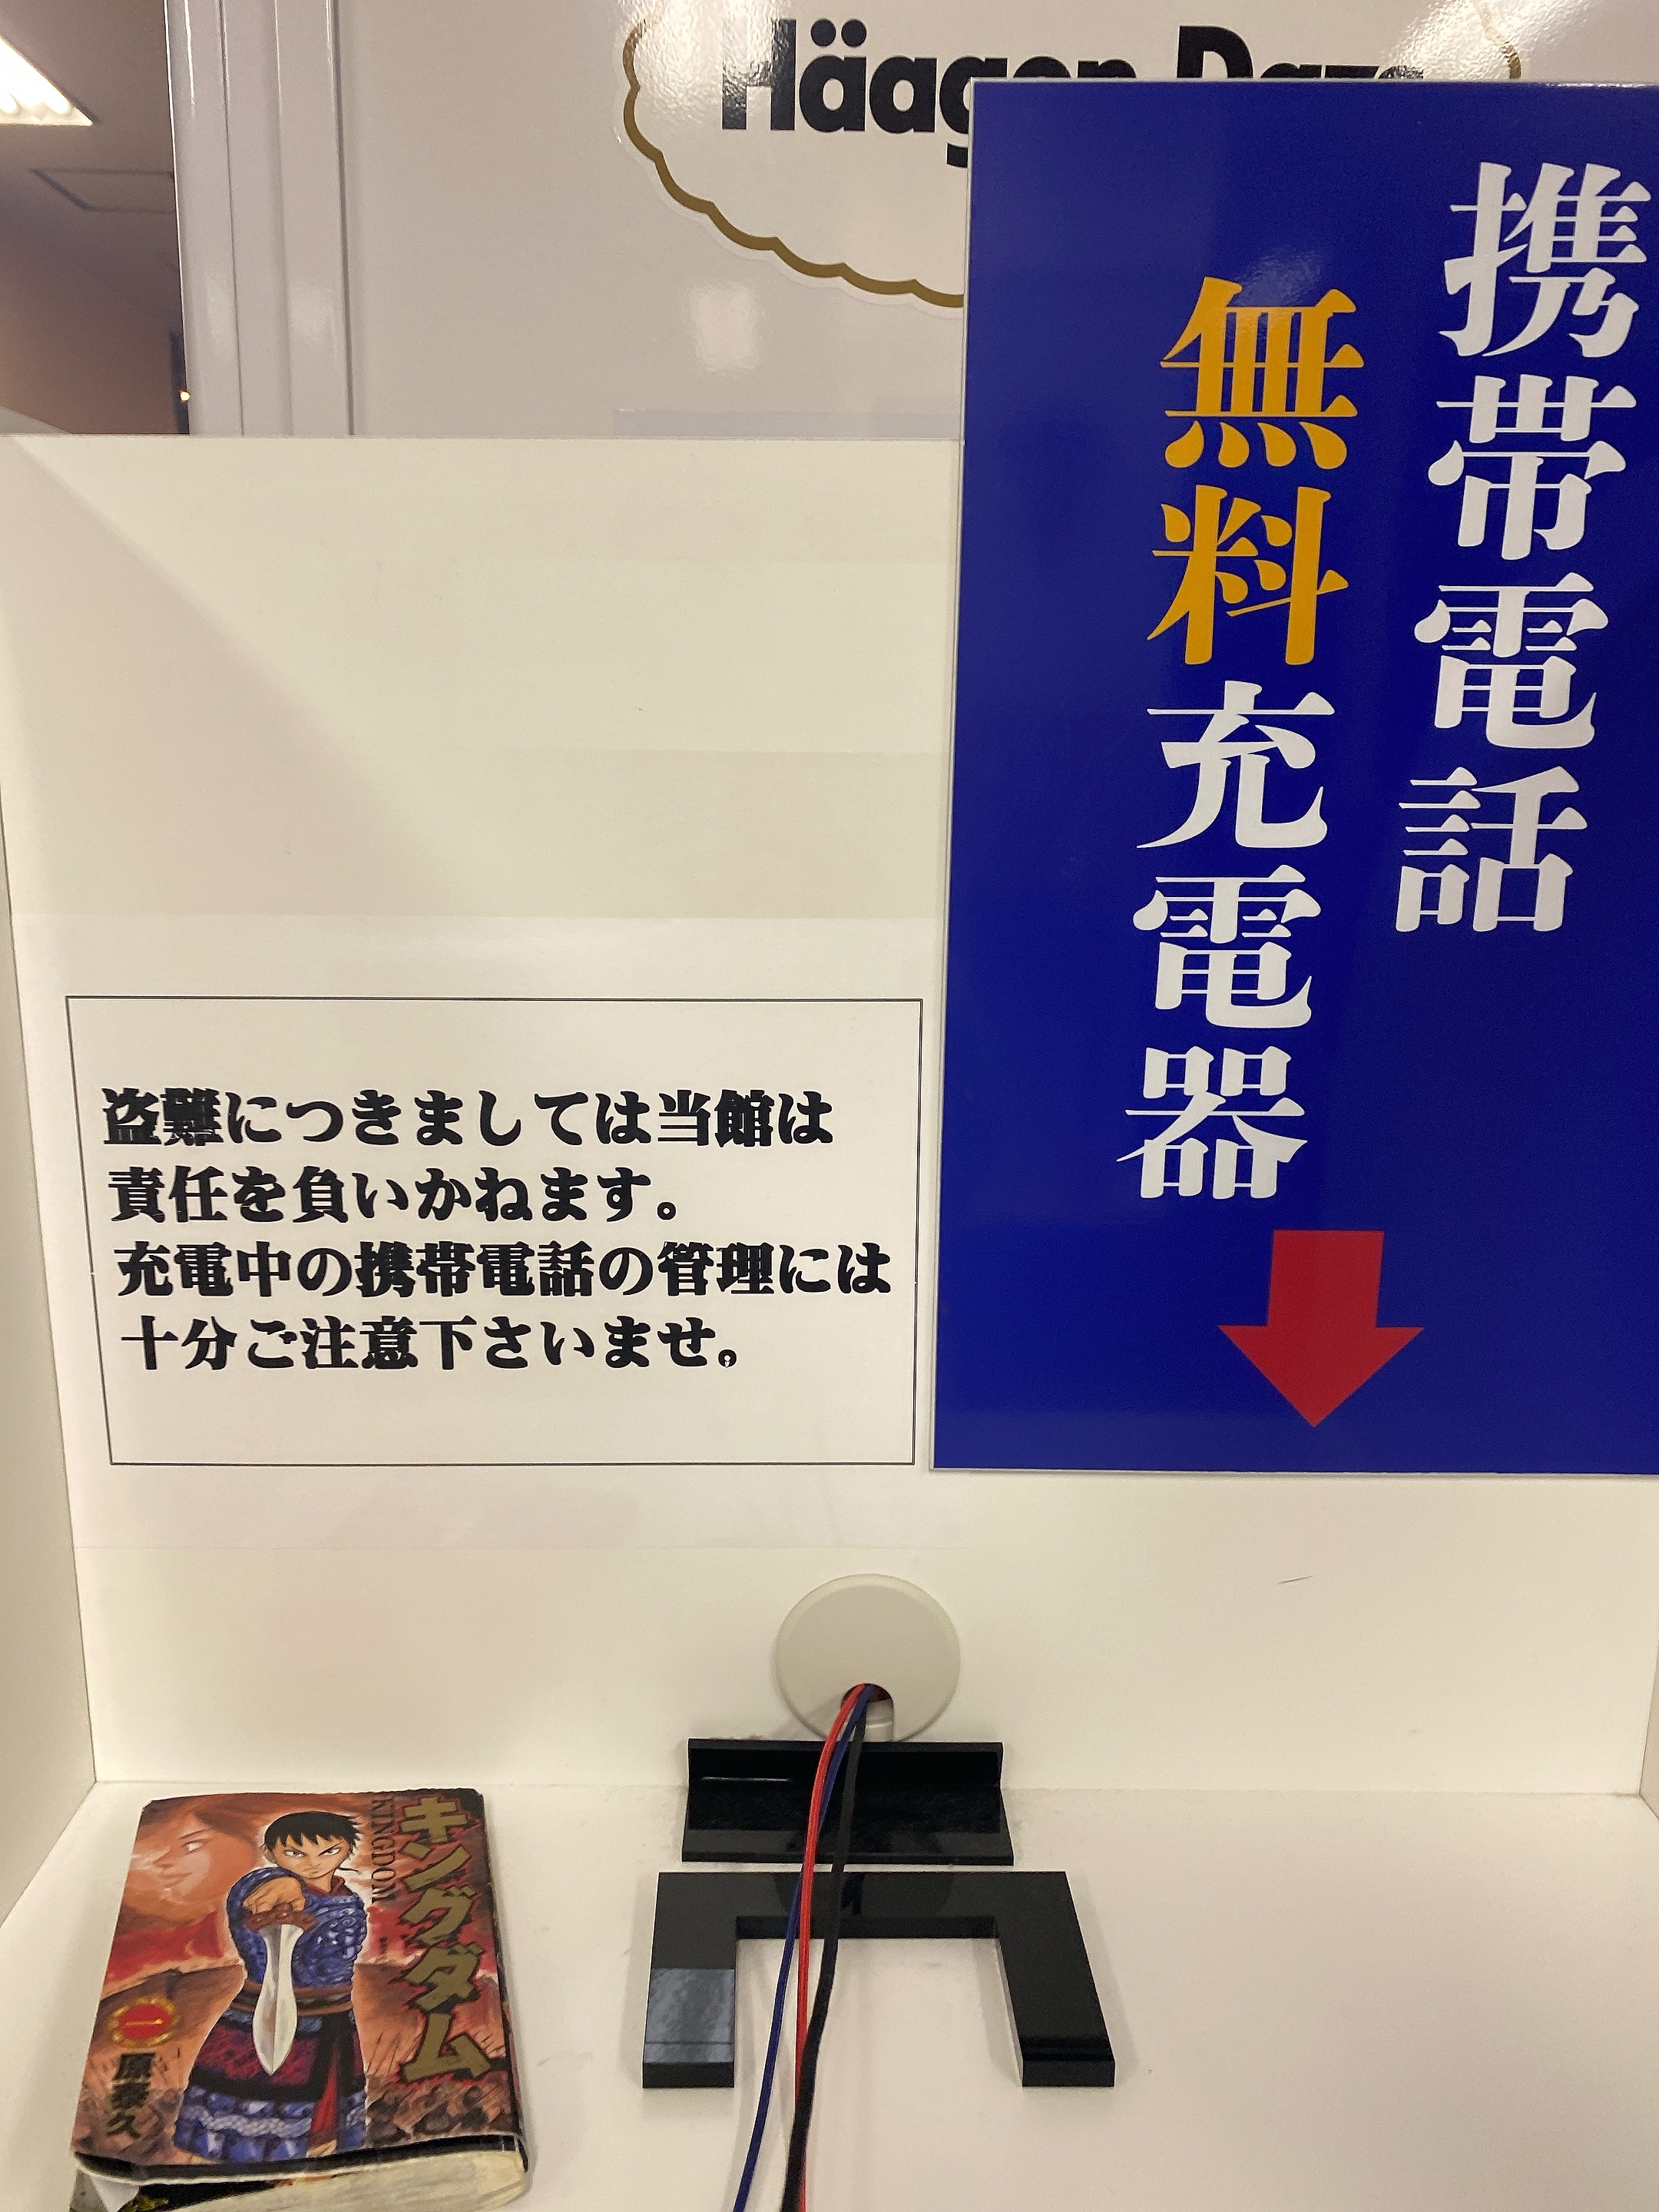 Häagen-Dazs
携帯電話
無料充電器
盗難につきましては当館は
責任を負いかねます。
充電中の携帯電話の管理には
十分ご注意下さいませ。
キングダム
KINGDOM
一
原泰久